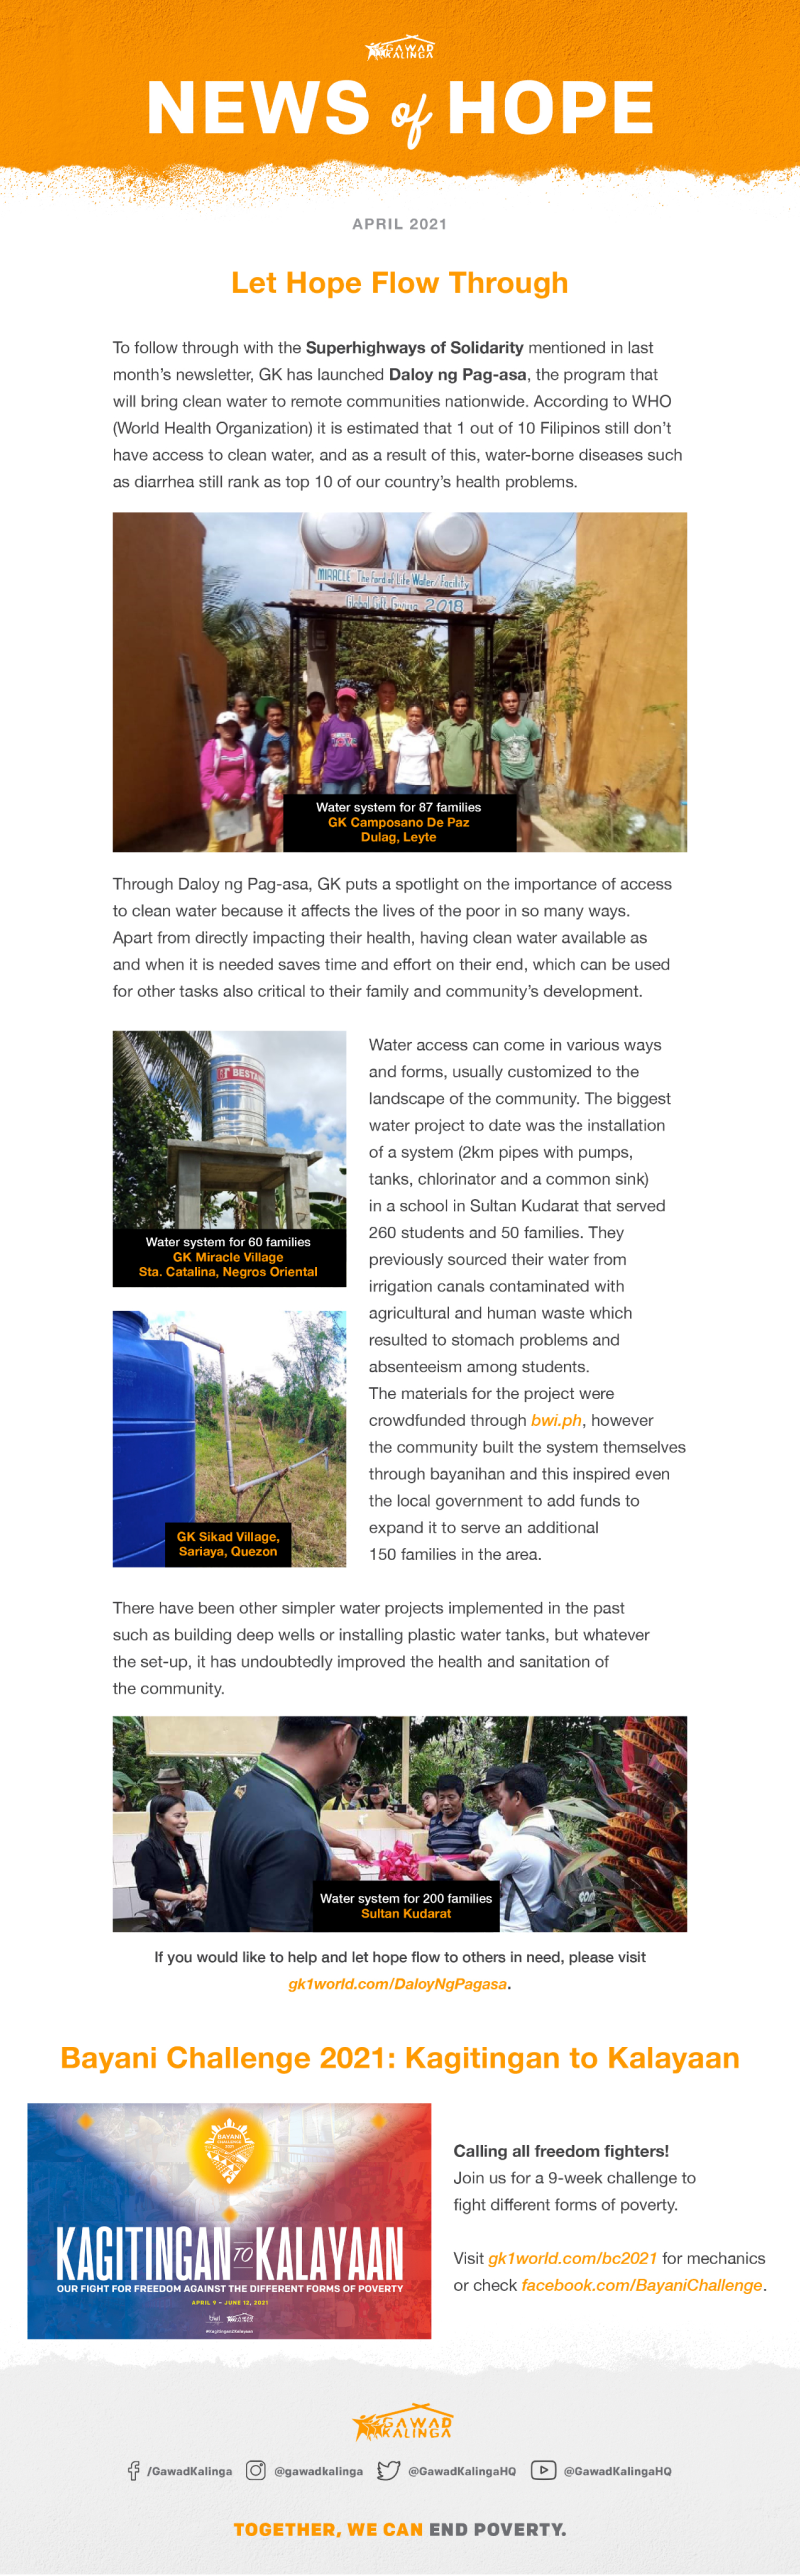 GAWAD
KALINGA
NEWS of HOPE
APRIL 2021
Let Hope Flow Through
To follow through with the Superhighways of Solidarity mentioned in last
month's newsletter, GK has launched Daloy ng Pag-asa, the program that
will bring clean water to remote communities nationwide. According to WHO
(World Health Organization) it is estimated that 1 out of 10 Filipinos still don't
have access to clean water, and as a result of this, water-borne diseases such
as diarrhea still rank as top 10 of our country's health problems.
MIRACLE: The ford of Life Water/Facility
Global Gift Giving 2018
Water system for 87 families
GK Camposano De Paz
Dulag, Leyte
Through Daloy ng Pag-asa, GK puts a spotlight on the importance of access
to clean water because it affects the lives of the poor in so many ways.
Apart from directly impacting their health, having clean water available as
and when it is needed saves time and effort on their end, which can be used
for other tasks also critical to their family and community's development.
BESTA
Water system for 60 families
GK Miracle Village
Sta. Catalina, Negros Oriental
GK Sikad Village,
Sariaya, Quezon
Water access can come in various ways
and forms, usually customized to the
landscape of the community. The biggest
water project to date was the installation
of a system (2km pipes with pumps,
tanks, chlorinator and a common sink)
in a school in Sultan Kudarat that served
260 students and 50 families. They
previously sourced their water from
irrigation canals contaminated with
agricultural and human waste which
resulted to stomach problems and
absenteeism among students.
The materials for the project were
crowdfunded through bwi.ph, however
the community built the system themselves
through bayanihan and this inspired even
the local government to add funds to
expand it to serve an additional
150 families in the area.
There have been other simpler water projects implemented in the past
such as building deep wells or installing plastic water tanks, but whatever
the set-up, it has undoubtedly improved the health and sanitation of
the community.
Water system for 200 families
Sultan Kudarat
If you would like to help and let hope flow to others in need, please visit
gk1world.com/DaloyNgPagasa.
Bayani Challenge 2021: Kagitingan to Kalayaan
BAYANI
CHALLENGE
2021
KAGITINGAN TO KALAYAAN
OUR FIGHT FOR FREEDOM AGAINST THE DIFFERENT FORMS OF POVERTY
APRIL 9 – JUNE 12, 2021
bwi GAWAD KALINGA
Calling all freedom fighters!
Join us for a 9-week challenge to
fight different forms of poverty.
Visit gk1world.com/bc2021 for mechanics
or check facebook.com/BayaniChallenge.
GAWAD
KALINGA
/GawadKalinga @gawadkalinga @GawadKalingaHQ @GawadKalingaHQ
TOGETHER, WE CAN END POVERTY.